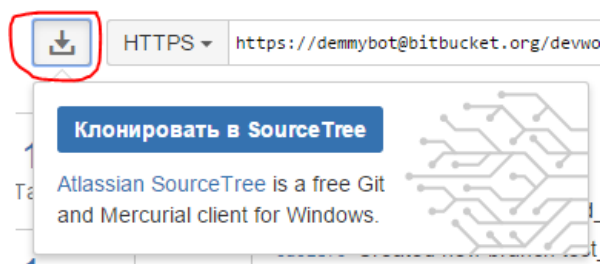 HTTPS https://demmybot@bitbucket.org/devwo
Клонировать в SourceTree
Atlassian SourceTree is a free Git
and Mercurial client for Windows.